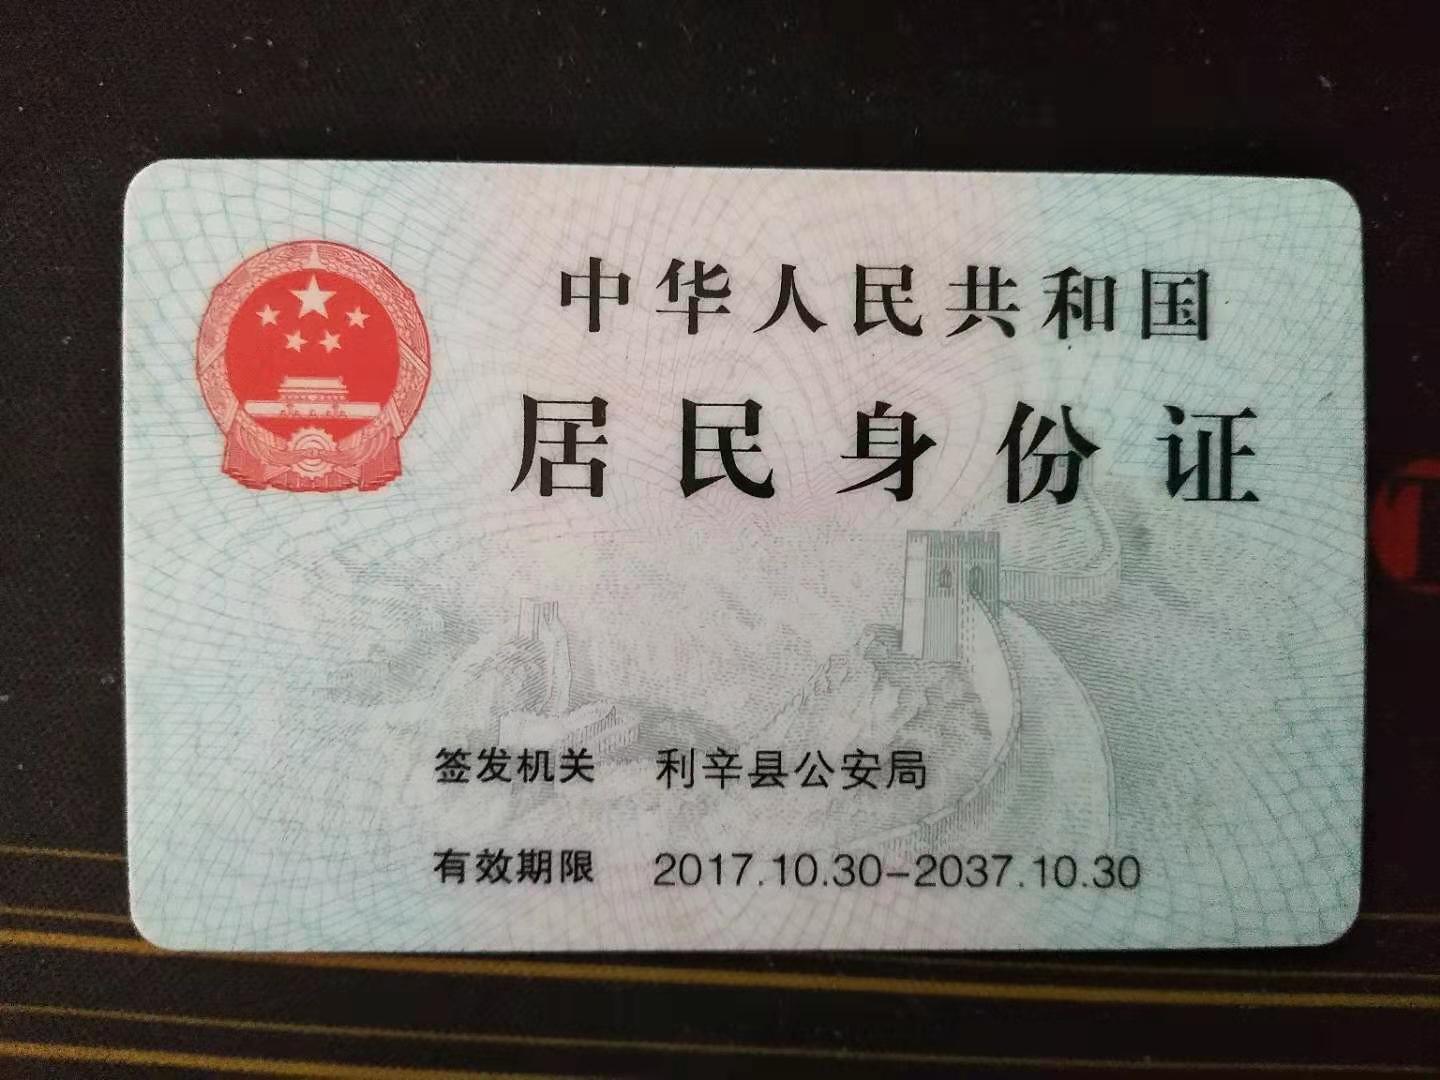 中华人民共和国
居民身份证
签发机关 利辛县公安局
有效期限 2017.10.30-2037.10.30